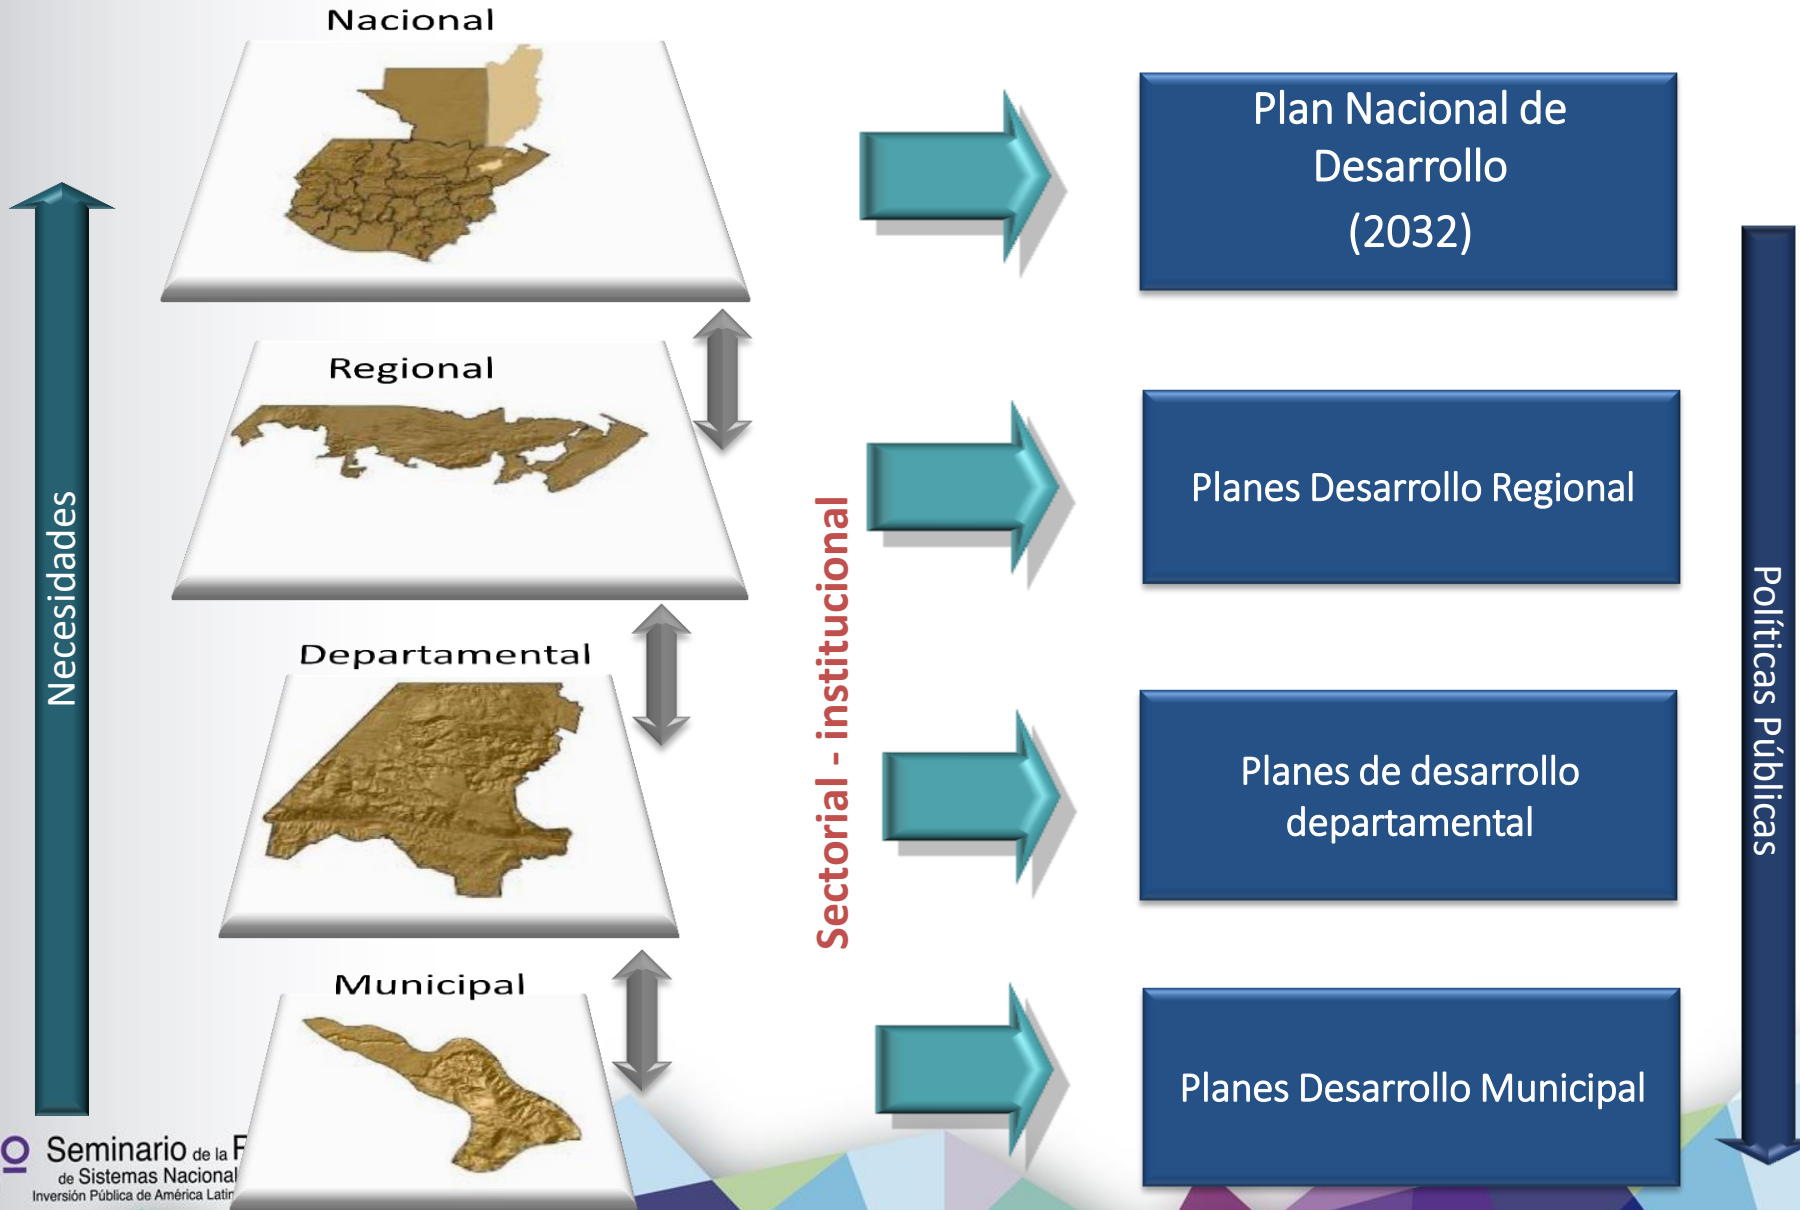 Nacional
Plan Nacional de
Desarrollo
(2032)
Regional
Planes Desarrollo Regional
Necesidades
Sectorial - institucional
Políticas Públicas
Departamental
Planes de desarrollo
departamental
Municipal
Planes Desarrollo Municipal
Seminario de la
de Sistemas
Inversión Pública de América